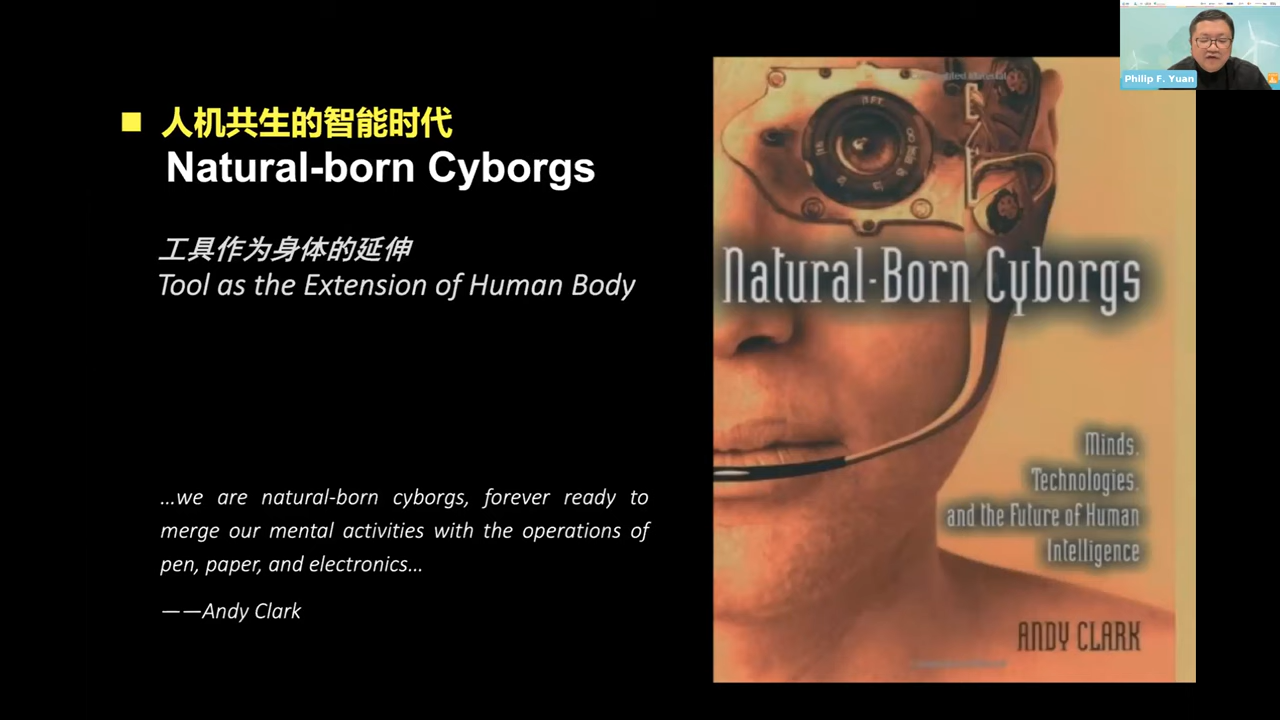 Philip F. Yuan
■ 人机共生的智能时代
Natural-born Cyborgs
工具作为身体的延伸
Tool as the Extension of Human Body
…we are natural-born cyborgs, forever ready to
merge our mental activities with the operations of
pen, paper, and electronics…
——Andy Clark
Natural-Born Cyborgs
Minds,
Technologies,
and the Future of Human
Intelligence
ANDY CLARK